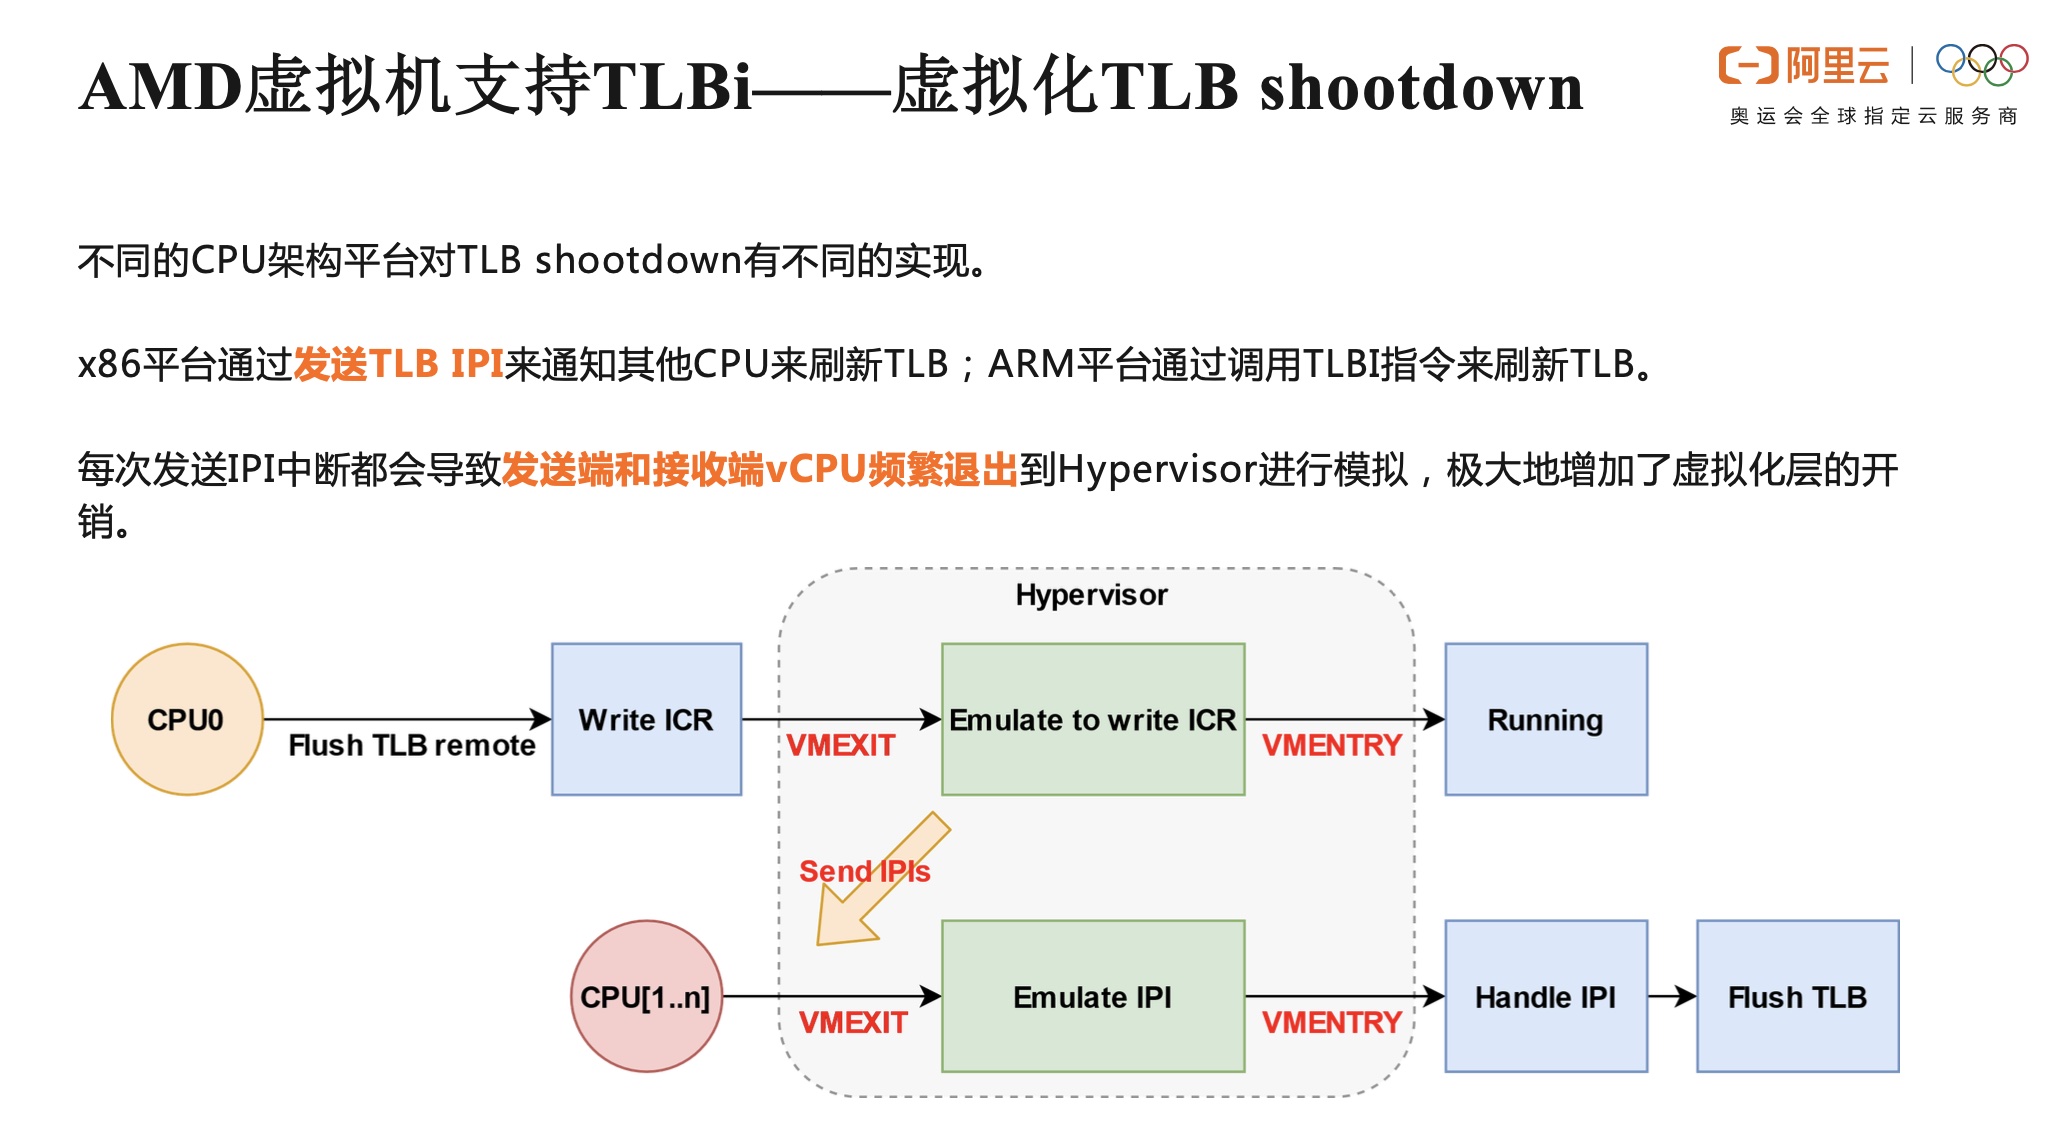 AMD虚拟机支持TLBi——虚拟化TLB shootdown
阿里云
奥运会全球指定云服务商
不同的CPU架构平台对TLB shootdown有不同的实现。
x86平台通过发送TLB IPI来通知其他CPU来刷新TLB；ARM平台通过调用TLBI指令来刷新TLB。
每次发送IPI中断都会导致发送端和接收端vCPU频繁退出到Hypervisor进行模拟，极大地增加了虚拟化层的开
销。
Hypervisor
CPU0
Flush TLB remote
Write ICR
VMEXIT
Emulate to write ICR
VMENTRY
Running
Send IPIs
CPU[1..n]
VMEXIT
Emulate IPI
VMENTRY
Handle IPI
Flush TLB